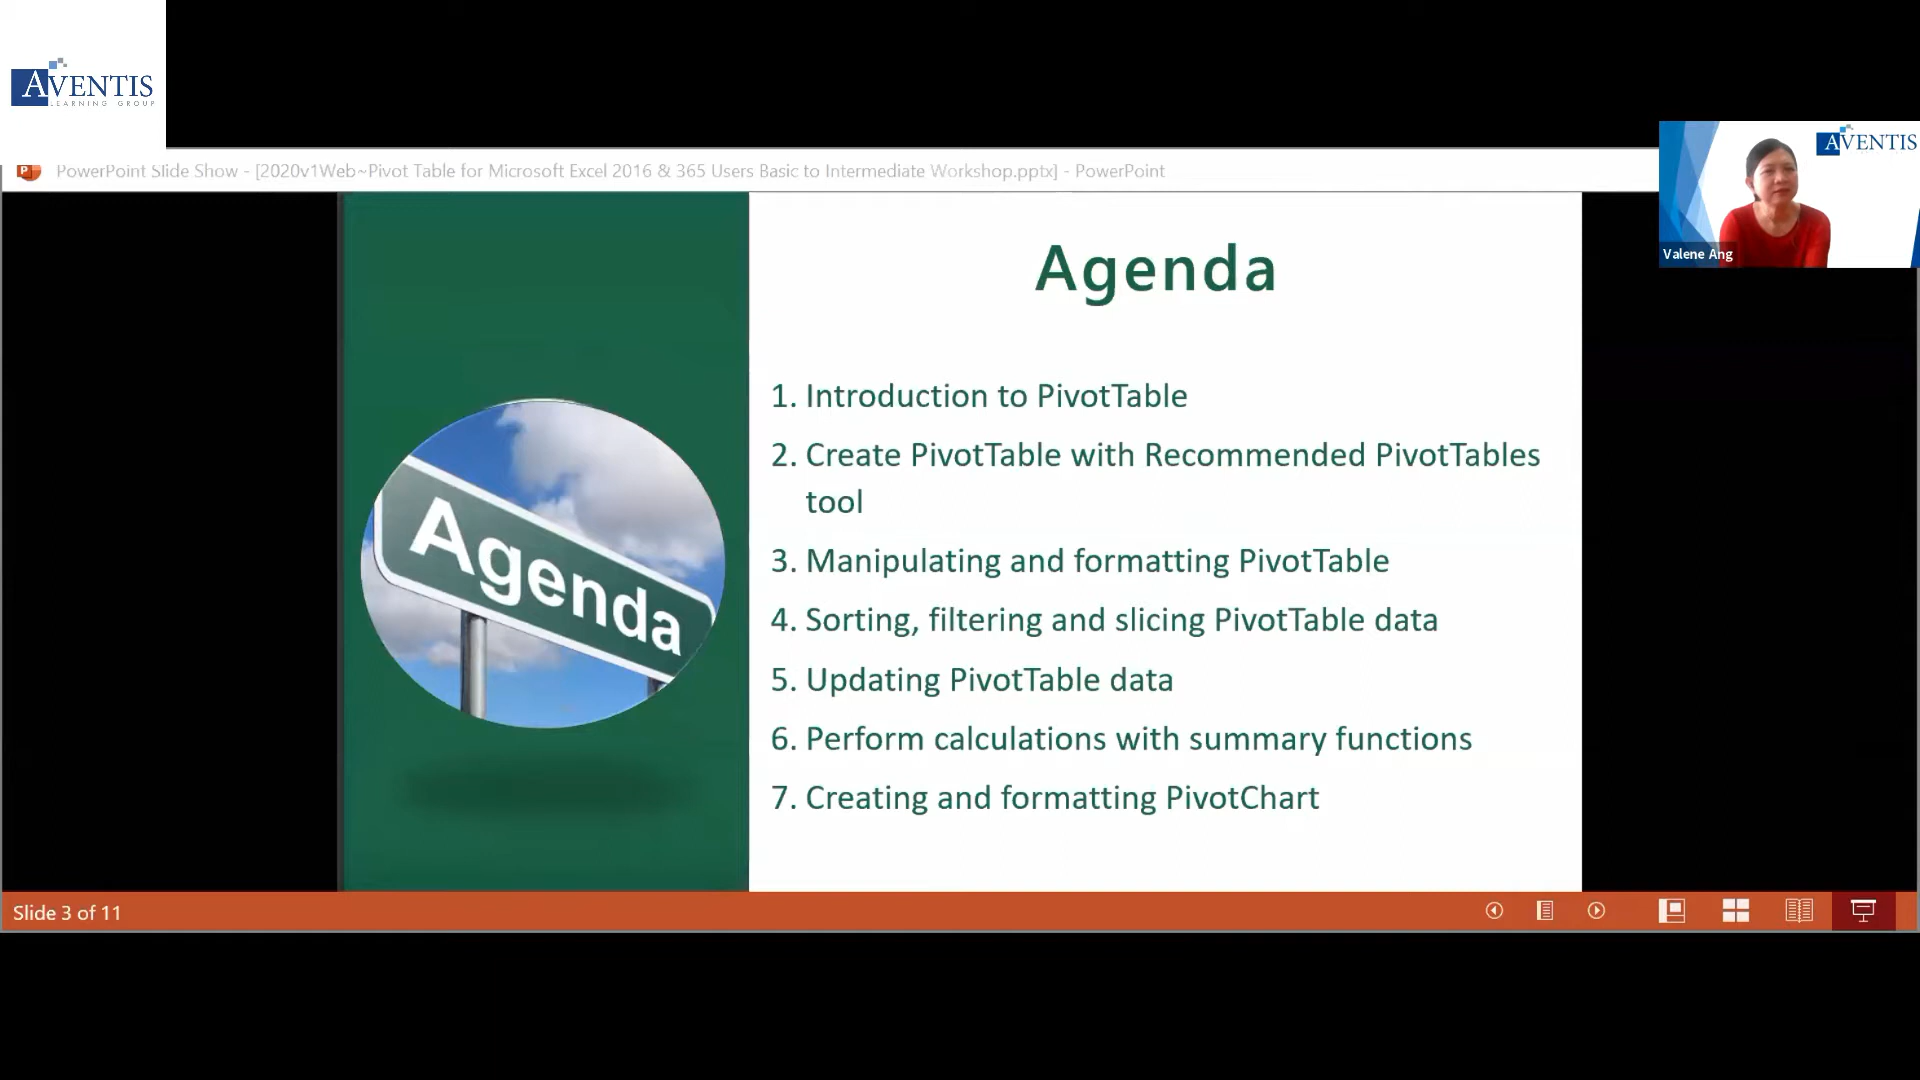 AVENTIS
LEARNING GROUP
PowerPoint Slide Show - [2020v1Web~Pivot Table for Microsoft Excel 2016 & 365 Users Basic to Intermediate Workshop.pptx] - PowerPoint
AVENTIS
Valene Ang
Agenda
Agenda
1. Introduction to PivotTable
2. Create PivotTable with Recommended PivotTables
tool
3. Manipulating and formatting PivotTable
4. Sorting, filtering and slicing PivotTable data
5. Updating PivotTable data
6. Perform calculations with summary functions
7. Creating and formatting PivotChart
Slide 3 of 11